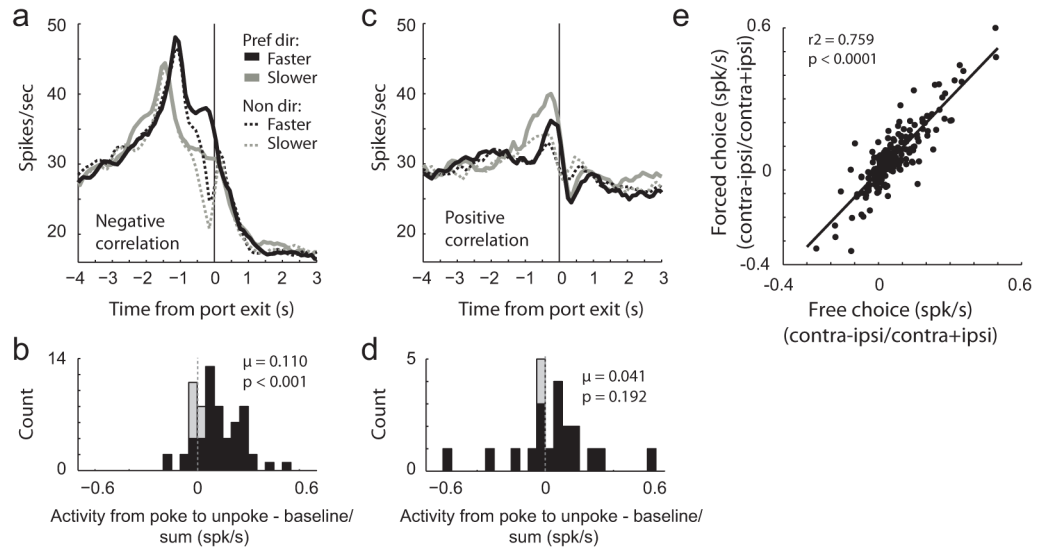 a
50
40
30
20
Spikes/sec
Pref dir:
Faster
Slower
Non dir:
Faster
Slower
Negative
correlation
−4 −3 −2 −1 0 1 2 3
Time from port exit (s)
c
50
40
30
20
Spikes/sec
Positive
correlation
−4 −3 −2 −1 0 1 2 3
Time from port exit (s)
e
0.6
0
-0.4
Forced choice (spk/s)
(contra-ipsi/contra+ipsi)
r2 = 0.759
p < 0.0001
-0.4 0 0.6
Free choice (spk/s)
(contra-ipsi/contra+ipsi)
b
14
0
Count
μ = 0.110
p < 0.001
−0.6 0 0.6
Activity from poke to unpoke - baseline/
sum (spk/s)
d
5
0
Count
μ = 0.041
p = 0.192
−0.6 0 0.6
Activity from poke to unpoke - baseline/
sum (spk/s)